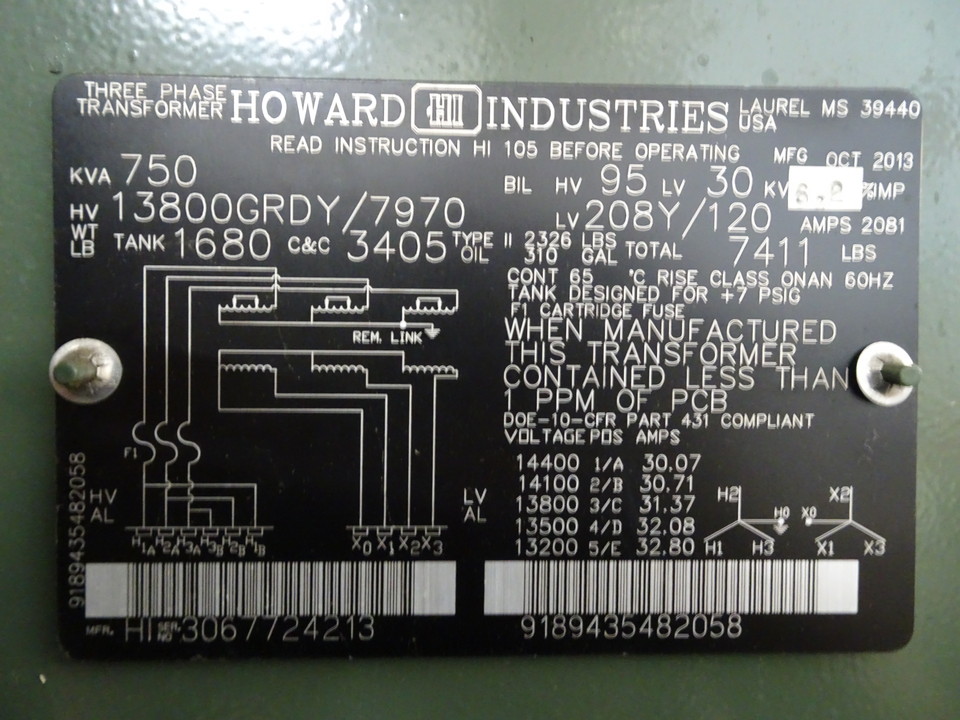 THREE PHASE TRANSFORMER HOWARD HI INDUSTRIES LAUREL MS 39440 USA
READ INSTRUCTION HI 105 BEFORE OPERATING MFG OCT 2013
KVA 750 BIL HV 95 LV 30 KV %IMP
HV 13800GRDY/7970 LV 208Y/120 AMPS 2081
WT LB TANK 1680 C&C 3405 TYPE II OIL 2326 LBS 310 GAL TOTAL 7411 LBS
CONT 65 °C RISE CLASS ONAN 60HZ
TANK DESIGNED FOR +7 PSIG
F1 CARTRIDGE FUSE
WHEN MANUFACTURED
THIS TRANSFORMER
CONTAINED LESS THAN
1 PPM OF PCB
DOE-10-CFR PART 431 COMPLIANT
VOLTAGE POS AMPS
14400 1/A 30.07
14100 2/B 30.71
13800 3/C 31.37
13500 4/D 32.08
13200 5/E 32.80
REM. LINK
F1
HV AL
LV AL
H1A H2A H3A H3B H2B H1B
X0 X1 X2 X3
H2 H0 H1 H3
X2 X0 X1 X3
9189435482058
MFR. HI SER. NO 3067724213
9189435482058